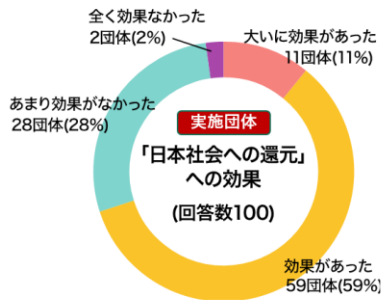 全く効果なかった
2団体(2%)
大いに効果があった
11団体(11%)
あまり効果がなかった
28団体(28%)
実施団体
「日本社会への還元」
への効果
(回答数100)
効果があった
59団体(59%)